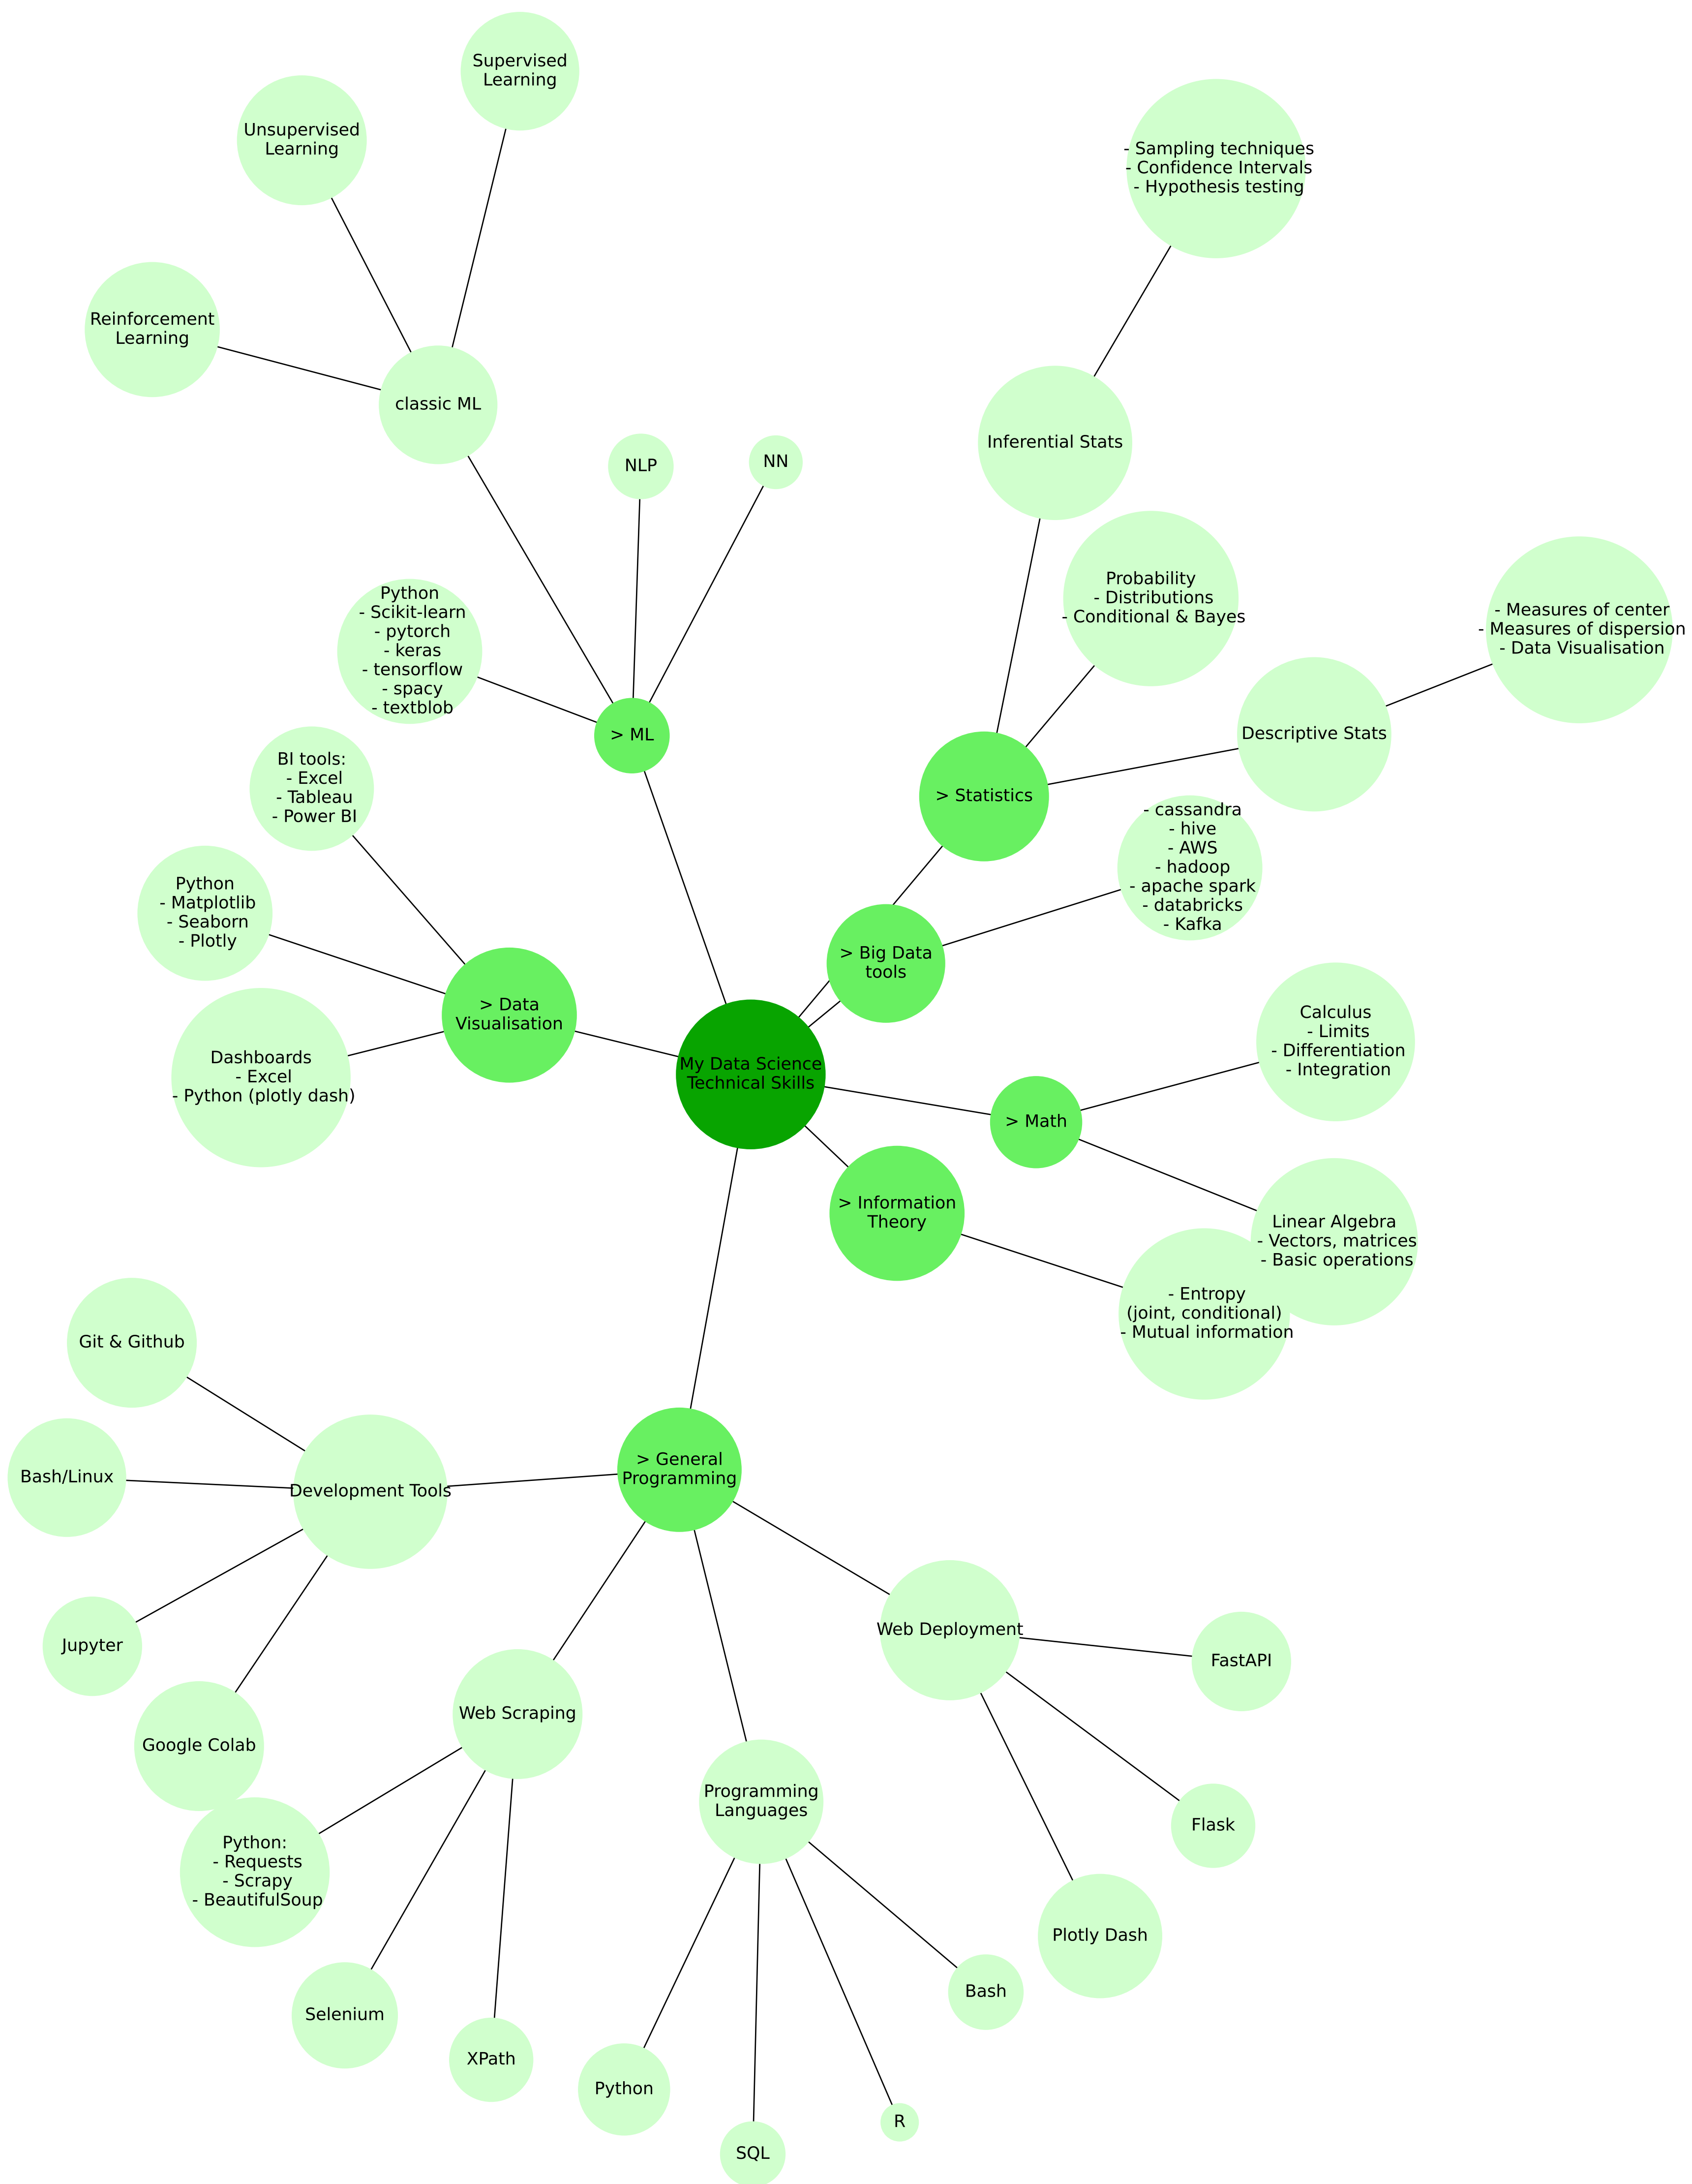 Supervised
Learning
Unsupervised
Learning
- Sampling techniques
- Confidence Intervals
- Hypothesis testing
Reinforcement
Learning
classic ML
Inferential Stats
NLP
NN
Probability
- Distributions
- Conditional & Bayes
Python
- Scikit-learn
- pytorch
- keras
- tensorflow
- spacy
- textblob
- Measures of center
- Measures of dispersion
- Data Visualisation
> ML
Descriptive Stats
BI tools:
- Excel
- Tableau
- Power BI
> Statistics
- cassandra
- hive
- AWS
- hadoop
- apache spark
- databricks
- Kafka
Python
- Matplotlib
- Seaborn
- Plotly
> Big Data
tools
> Data
Visualisation
Calculus
- Limits
- Differentiation
- Integration
Dashboards
- Excel
- Python (plotly dash)
My Data Science
Technical Skills
> Math
> Information
Theory
Linear Algebra
- Vectors, matrices
- Basic operations
- Entropy
(joint, conditional)
- Mutual information
Git & Github
> General
Programming
Bash/Linux
Development Tools
Web Deployment
Jupyter
FastAPI
Web Scraping
Google Colab
Programming
Languages
Flask
Python:
- Requests
- Scrapy
- BeautifulSoup
Plotly Dash
Bash
Selenium
XPath
Python
R
SQL